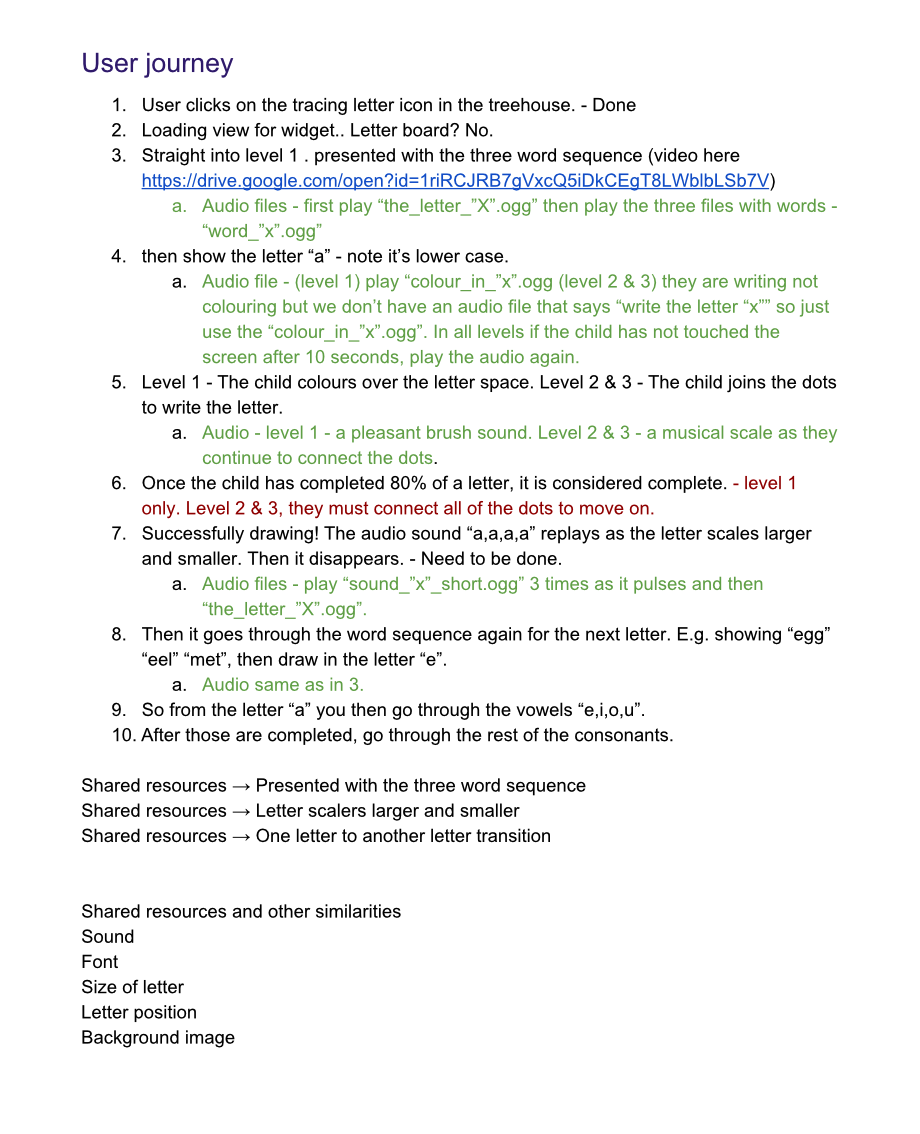 User journey
1. User clicks on the tracing letter icon in the treehouse. - Done
2. Loading view for widget.. Letter board? No.
3. Straight into level 1 . presented with the three word sequence (video here
https://drive.google.com/open?id=1riRCJRB7gVxcQ5iDkCEgT8LWblbLSb7V)
a. Audio files - first play “the_letter_”X”.ogg” then play the three files with words -
“word_”x”.ogg”
4. then show the letter “a” - note it’s lower case.
a. Audio file - (level 1) play “colour_in_”x”.ogg (level 2 & 3) they are writing not
colouring but we don’t have an audio file that says “write the letter “x”” so just
use the “colour_in_”x”.ogg”. In all levels if the child has not touched the
screen after 10 seconds, play the audio again.
5. Level 1 - The child colours over the letter space. Level 2 & 3 - The child joins the dots
to write the letter.
a. Audio - level 1 - a pleasant brush sound. Level 2 & 3 - a musical scale as they
continue to connect the dots.
6. Once the child has completed 80% of a letter, it is considered complete. - level 1
only. Level 2 & 3, they must connect all of the dots to move on.
7. Successfully drawing! The audio sound “a,a,a,a” replays as the letter scales larger
and smaller. Then it disappears. - Need to be done.
a. Audio files - play “sound_”x”_short.ogg” 3 times as it pulses and then
“the_letter_”X”.ogg”.
8. Then it goes through the word sequence again for the next letter. E.g. showing “egg”
“eel” “met”, then draw in the letter “e”.
a. Audio same as in 3.
9. So from the letter “a” you then go through the vowels “e,i,o,u”.
10. After those are completed, go through the rest of the consonants.
Shared resources → Presented with the three word sequence
Shared resources → Letter scalers larger and smaller
Shared resources → One letter to another letter transition
Shared resources and other similarities
Sound
Font
Size of letter
Letter position
Background image